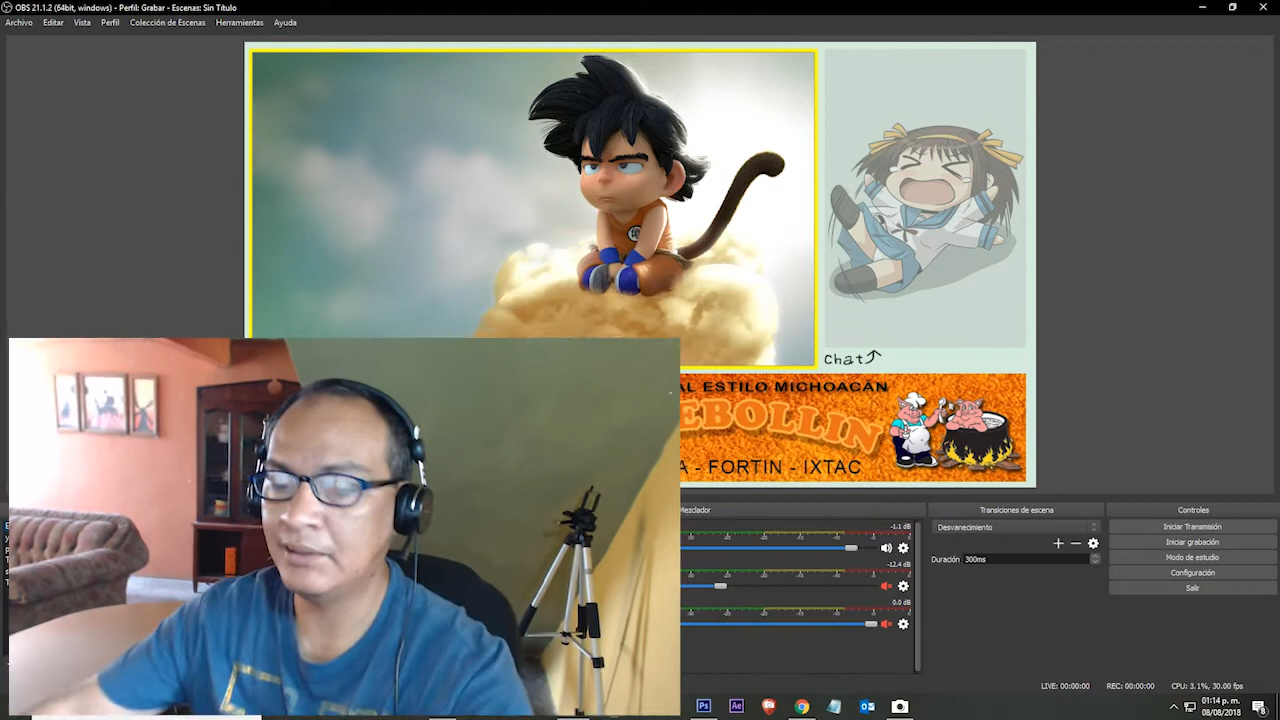 OBS 21.1.2 (64bit, windows) - Perfil: Grabar - Escenas: Sin Título
Archivo Editar Vista Perfil Colección de Escenas Herramientas Ayuda
Chat
AL ESTILO MICHOACÁN
EBOLLIN
A - FORTIN - IXTAC
Mezclador
-1.1 dB
-12.4 dB
0.0 dB
Transiciones de escena
Desvanecimiento
Duración 300ms
Controles
Iniciar Transmisión
Iniciar grabación
Modo de estudio
Configuración
Salir
LIVE: 00:00:00 REC: 00:00:00 CPU: 3.1%, 30.00 fps
Ps Ae
01:14 p. m.
08/08/2018